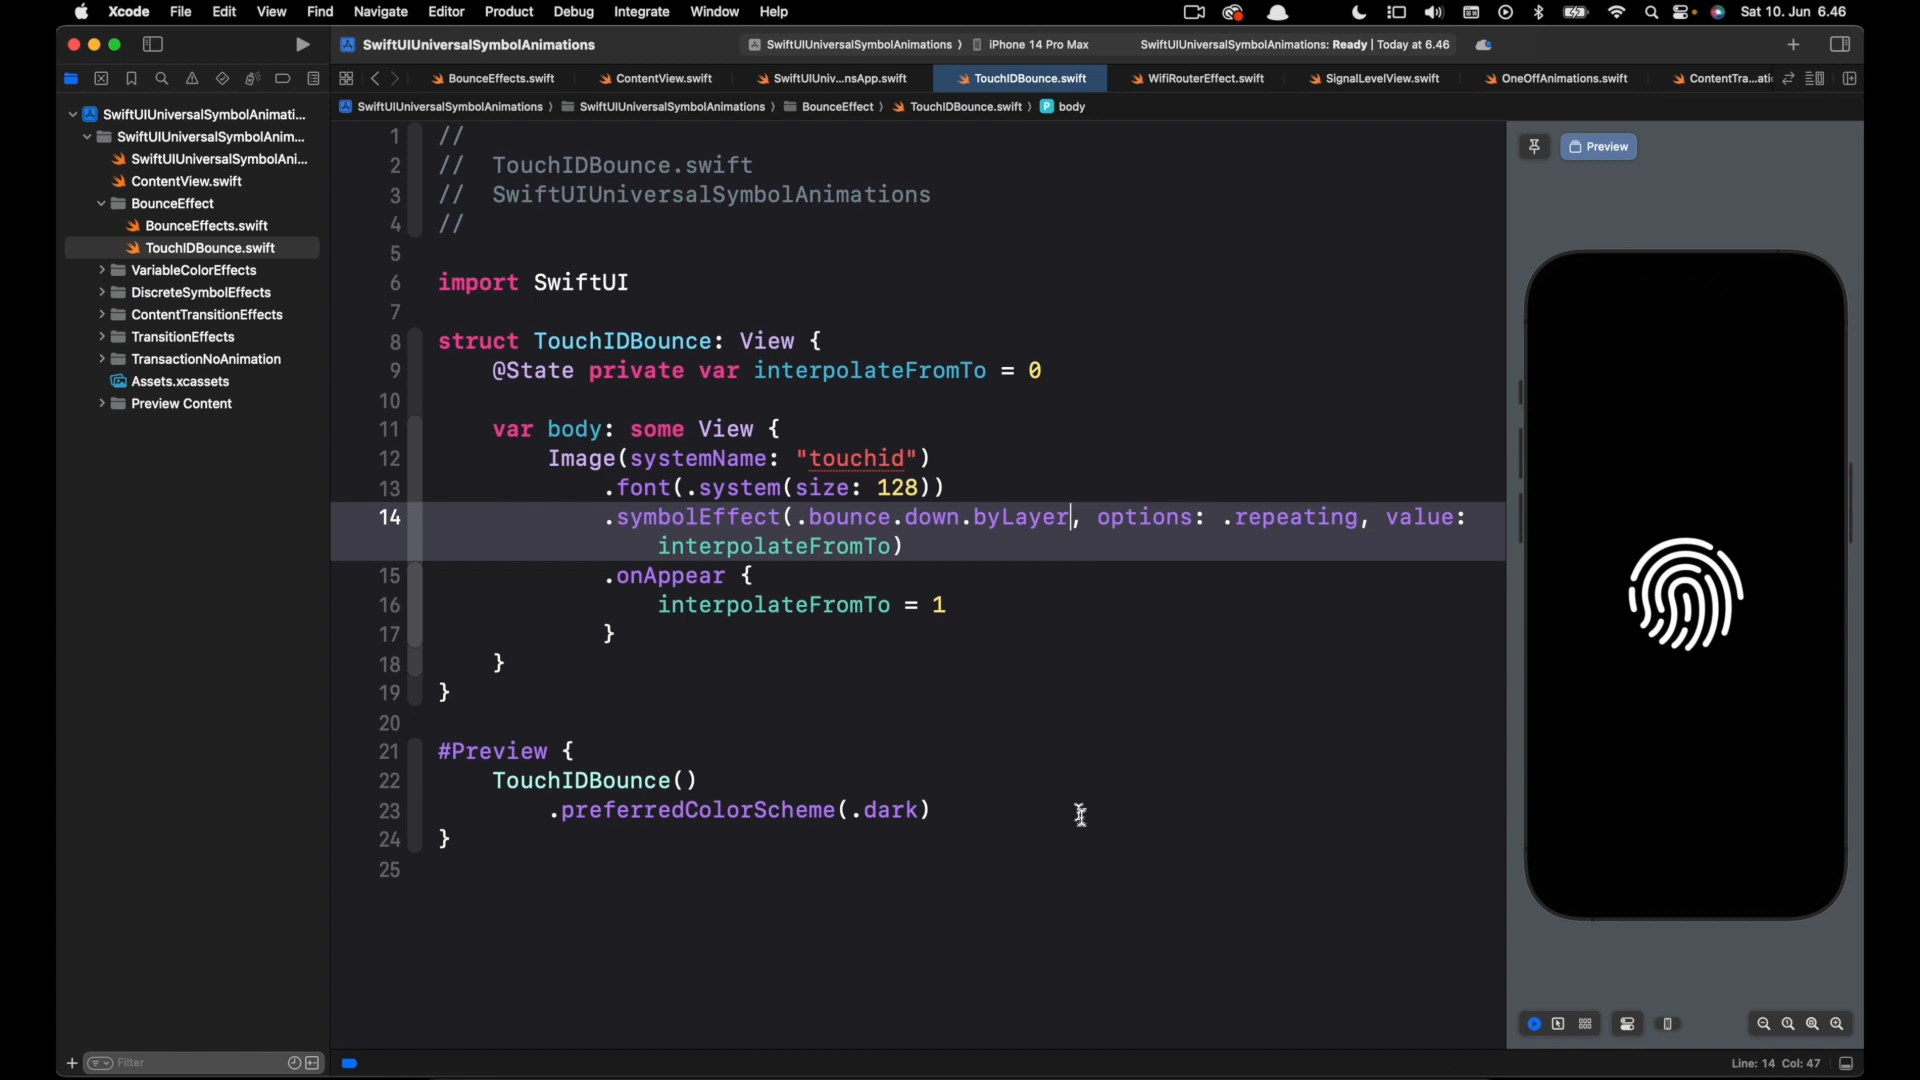 Xcode File Edit View Find Navigate Editor Product Debug Integrate Window Help Sat 10. Jun 6.46
SwiftUIUniversalSymbolAnimations SwiftUIUniversalSymbolAnimations ⟩ iPhone 14 Pro Max SwiftUIUniversalSymbolAnimations: Ready | Today at 6.46
BounceEffects.swift ContentView.swift SwiftUIUniv...nsApp.swift TouchIDBounce.swift WifiRouterEffect.swift SignalLevelView.swift OneOffAnimations.swift ContentTra...ati
SwiftUIUniversalSymbolAnimations ⟩ SwiftUIUniversalSymbolAnimations ⟩ BounceEffect ⟩ TouchIDBounce.swift ⟩ P body
SwiftUIUniversalSymbolAnimati...
SwiftUIUniversalSymbolAnim...
SwiftUIUniversalSymbolAni...
ContentView.swift
BounceEffect
BounceEffects.swift
TouchIDBounce.swift
VariableColorEffects
DiscreteSymbolEffects
ContentTransitionEffects
TransitionEffects
TransactionNoAnimation
Assets.xcassets
Preview Content
Filter
1 //
2 // TouchIDBounce.swift
3 // SwiftUIUniversalSymbolAnimations
4 //
5
6 import SwiftUI
7
8 struct TouchIDBounce: View {
9 @State private var interpolateFromTo = 0
10
11 var body: some View {
12 Image(systemName: "touchid")
13 .font(.system(size: 128))
14 .symbolEffect(.bounce.down.byLayer, options: .repeating, value:
interpolateFromTo)
15 .onAppear {
16 interpolateFromTo = 1
17 }
18 }
19 }
20
21 #Preview {
22 TouchIDBounce()
23 .preferredColorScheme(.dark)
24 }
25
Preview
Line: 14 Col: 47